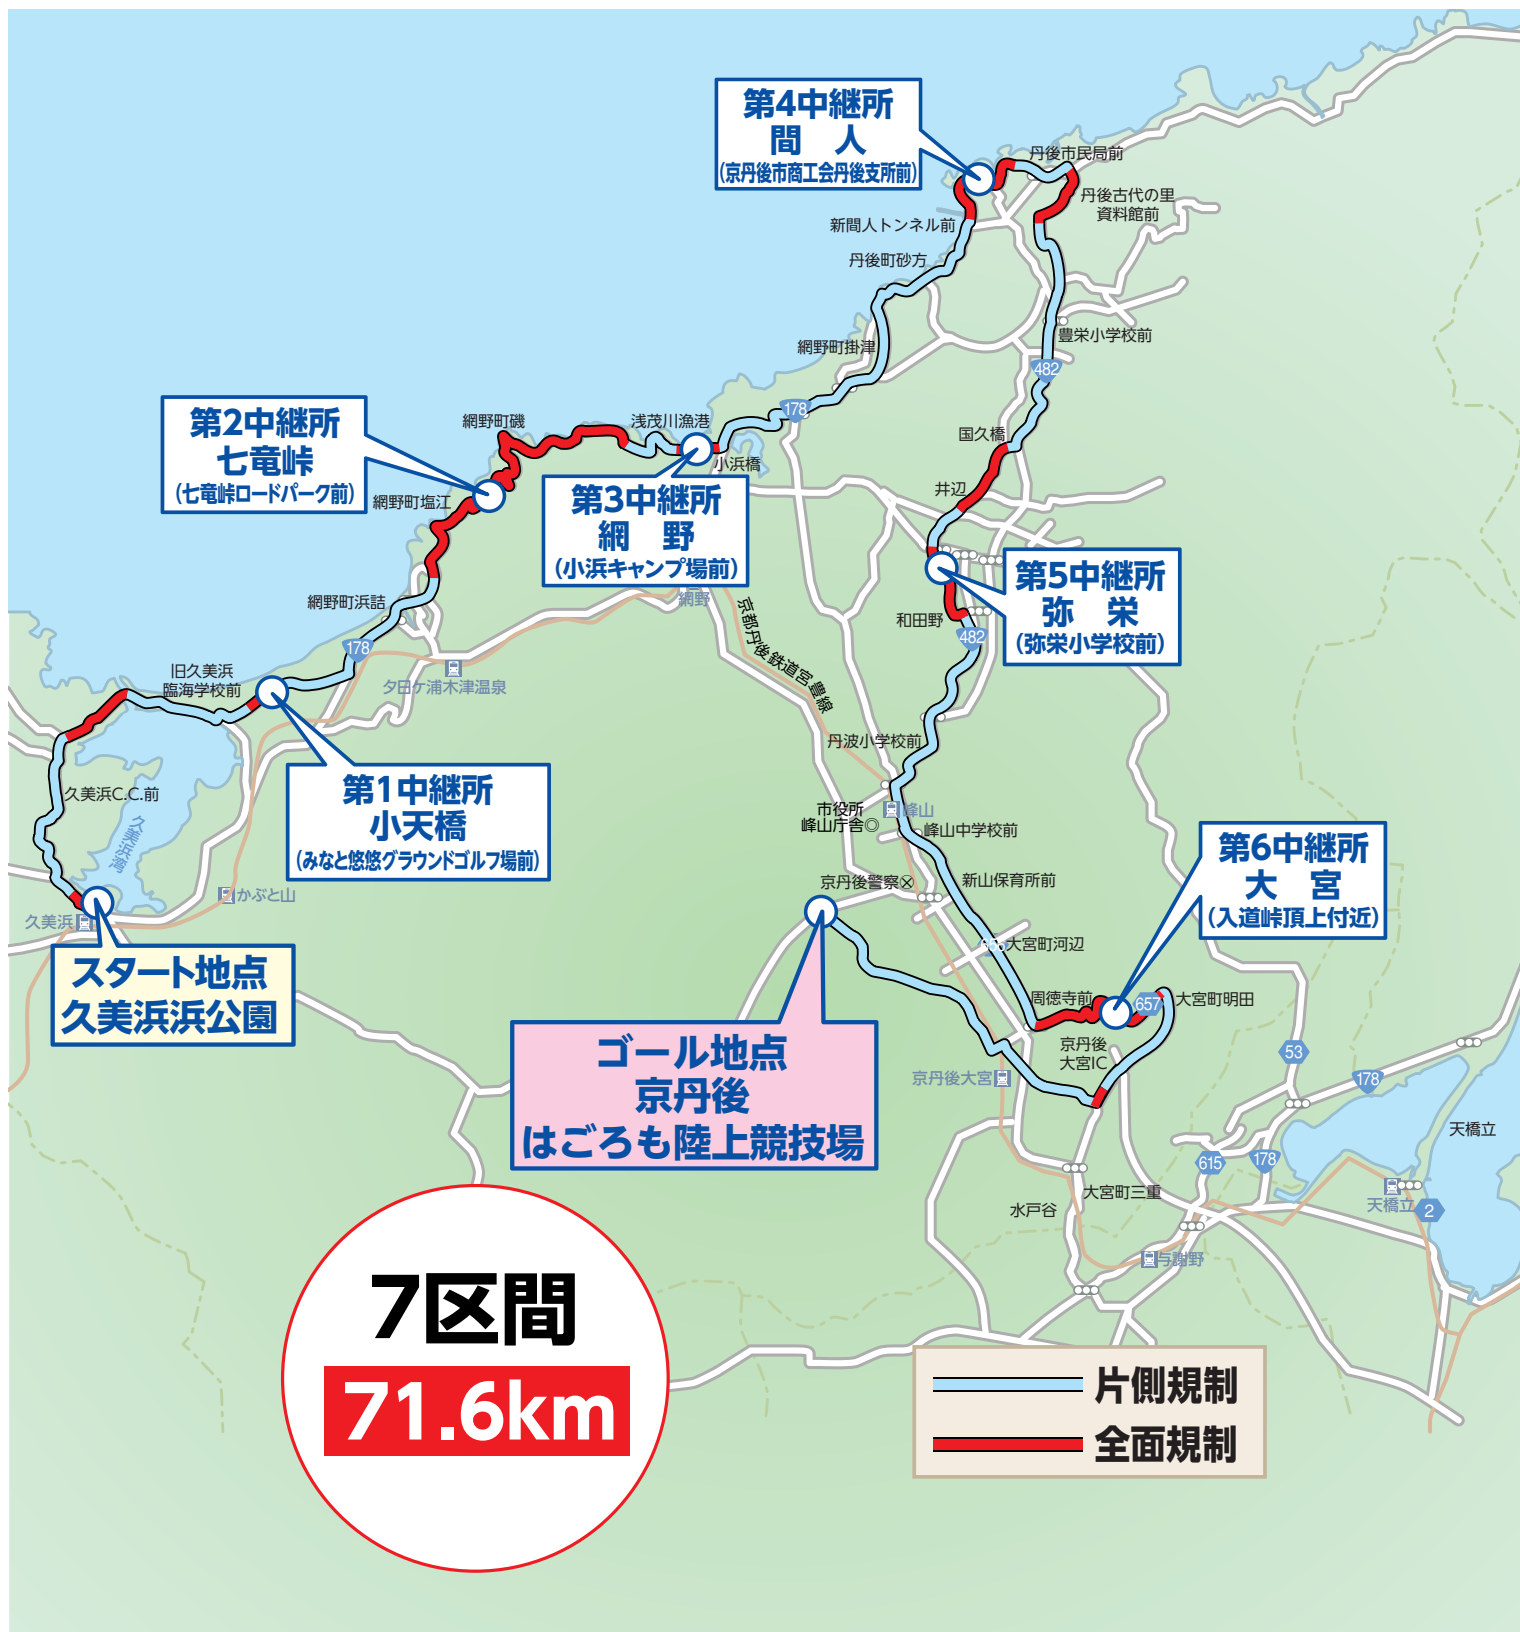 第4中継所
間 人
(京丹後市商工会丹後支所前)
丹後市民局前
丹後古代の里
資料館前
新間人トンネル前
丹後町砂方
豊栄小学校前
網野町掛津
482
178
第2中継所
七竜峠
(七竜峠ロードパーク前)
網野町磯
浅茂川漁港
小浜橋
国久橋
井辺
網野町塩江
第3中継所
網 野
(小浜キャンプ場前)
網野
第5中継所
弥 栄
(弥栄小学校前)
和田野
482
網野町浜詰
178
京都丹後鉄道宮豊線
旧久美浜
臨海学校前
夕日ケ浦木津温泉
丹波小学校前
第1中継所
小天橋
(みなと悠悠グラウンドゴルフ場前)
久美浜C.C.前
久美浜湾
市役所
峰山庁舎◎
峰山
峰山中学校前
第6中継所
大 宮
(入道峠頂上付近)
京丹後警察
新山保育所前
かぶと山
久美浜
655
大宮町河辺
スタート地点
久美浜浜公園
周徳寺前
657
大宮町明田
ゴール地点
京丹後
はごろも陸上競技場
京丹後
大宮IC
京丹後大宮
53
178
天橋立
615
178
天橋立
2
大宮町三重
水戸谷
与謝野
7区間
71.6km
片側規制
全面規制